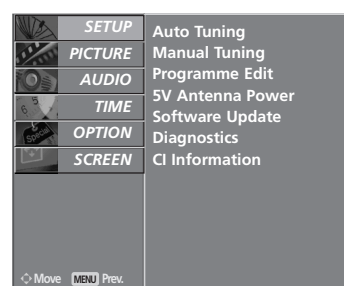 SETUP
PICTURE
AUDIO
TIME
OPTION
SCREEN
Auto Tuning
Manual Tuning
Programme Edit
5V Antenna Power
Software Update
Diagnostics
CI Information
Move MENU Prev.